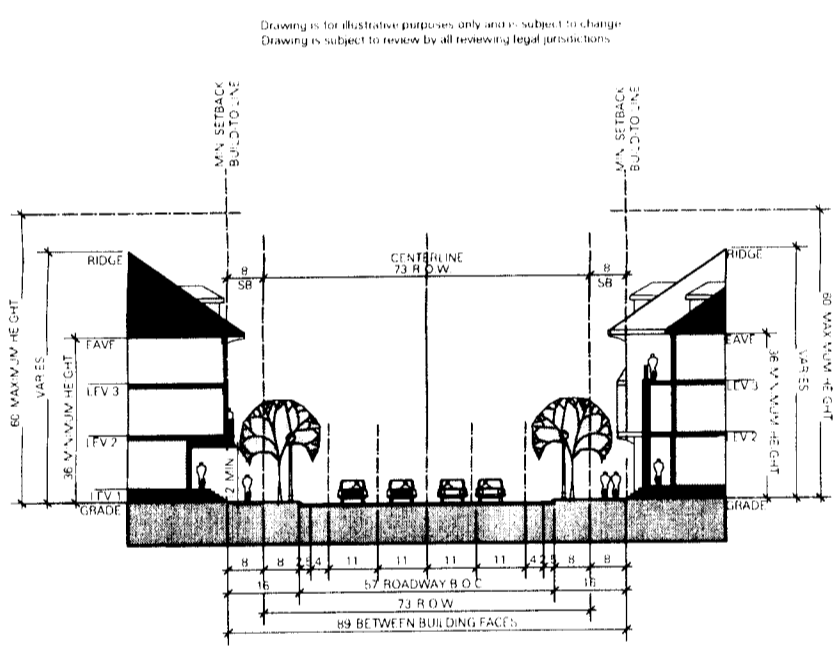 Drawing is for illustrative purposes only and is subject to change
Drawing is subject to review by all reviewing legal jurisdictions
MIN. SETBACK
BUILD-TO LINE
MIN. SETBACK
BUILD-TO LINE
RIDGE
8
SB
CENTERLINE
73 R.O.W.
8
SB
RIDGE
60 MAXIMUM HEIGHT
VARIES
36 MINIMUM HEIGHT
EAVE
LEV 3
LEV 2
LEV 1
GRADE
2 MIN
EAVE
LEV 3
LEV 2
GRADE
36 MINIMUM HEIGHT
VARIES
60 MAXIMUM HEIGHT
8 8 4 11 11 11 11 4 8 8
16 57 ROADWAY B.O.C. 16
73 R.O.W.
89 BETWEEN BUILDING FACES